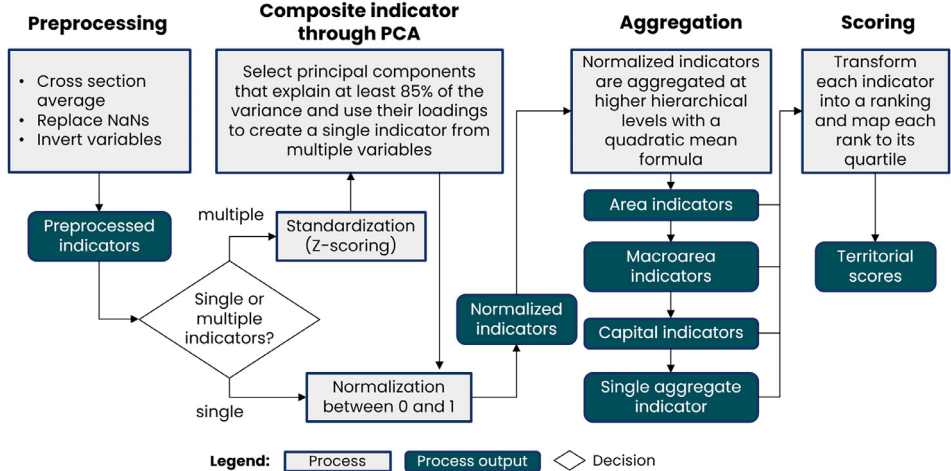 Preprocessing
• Cross section
average
• Replace NaNs
• Invert variables
Preprocessed
indicators
Single or
multiple
indicators?
multiple
single
Composite indicator
through PCA
Select principal components
that explain at least 85% of the
variance and use their loadings
to create a single indicator from
multiple variables
Standardization
(Z-scoring)
Normalization
between 0 and 1
Normalized
indicators
Aggregation
Normalized indicators
are aggregated at
higher hierarchical
levels with a
quadratic mean
formula
Area indicators
Macroarea
indicators
Capital indicators
Single aggregate
indicator
Scoring
Transform
each indicator
into a ranking
and map each
rank to its
quartile
Territorial
scores
Legend:
Process
Process output
Decision